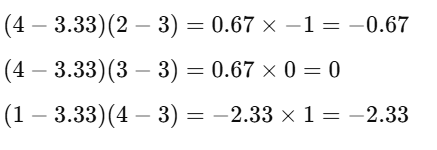 (4 − 3.33)(2 − 3) = 0.67 × −1 = −0.67
(4 − 3.33)(3 − 3) = 0.67 × 0 = 0
(1 − 3.33)(4 − 3) = −2.33 × 1 = −2.33